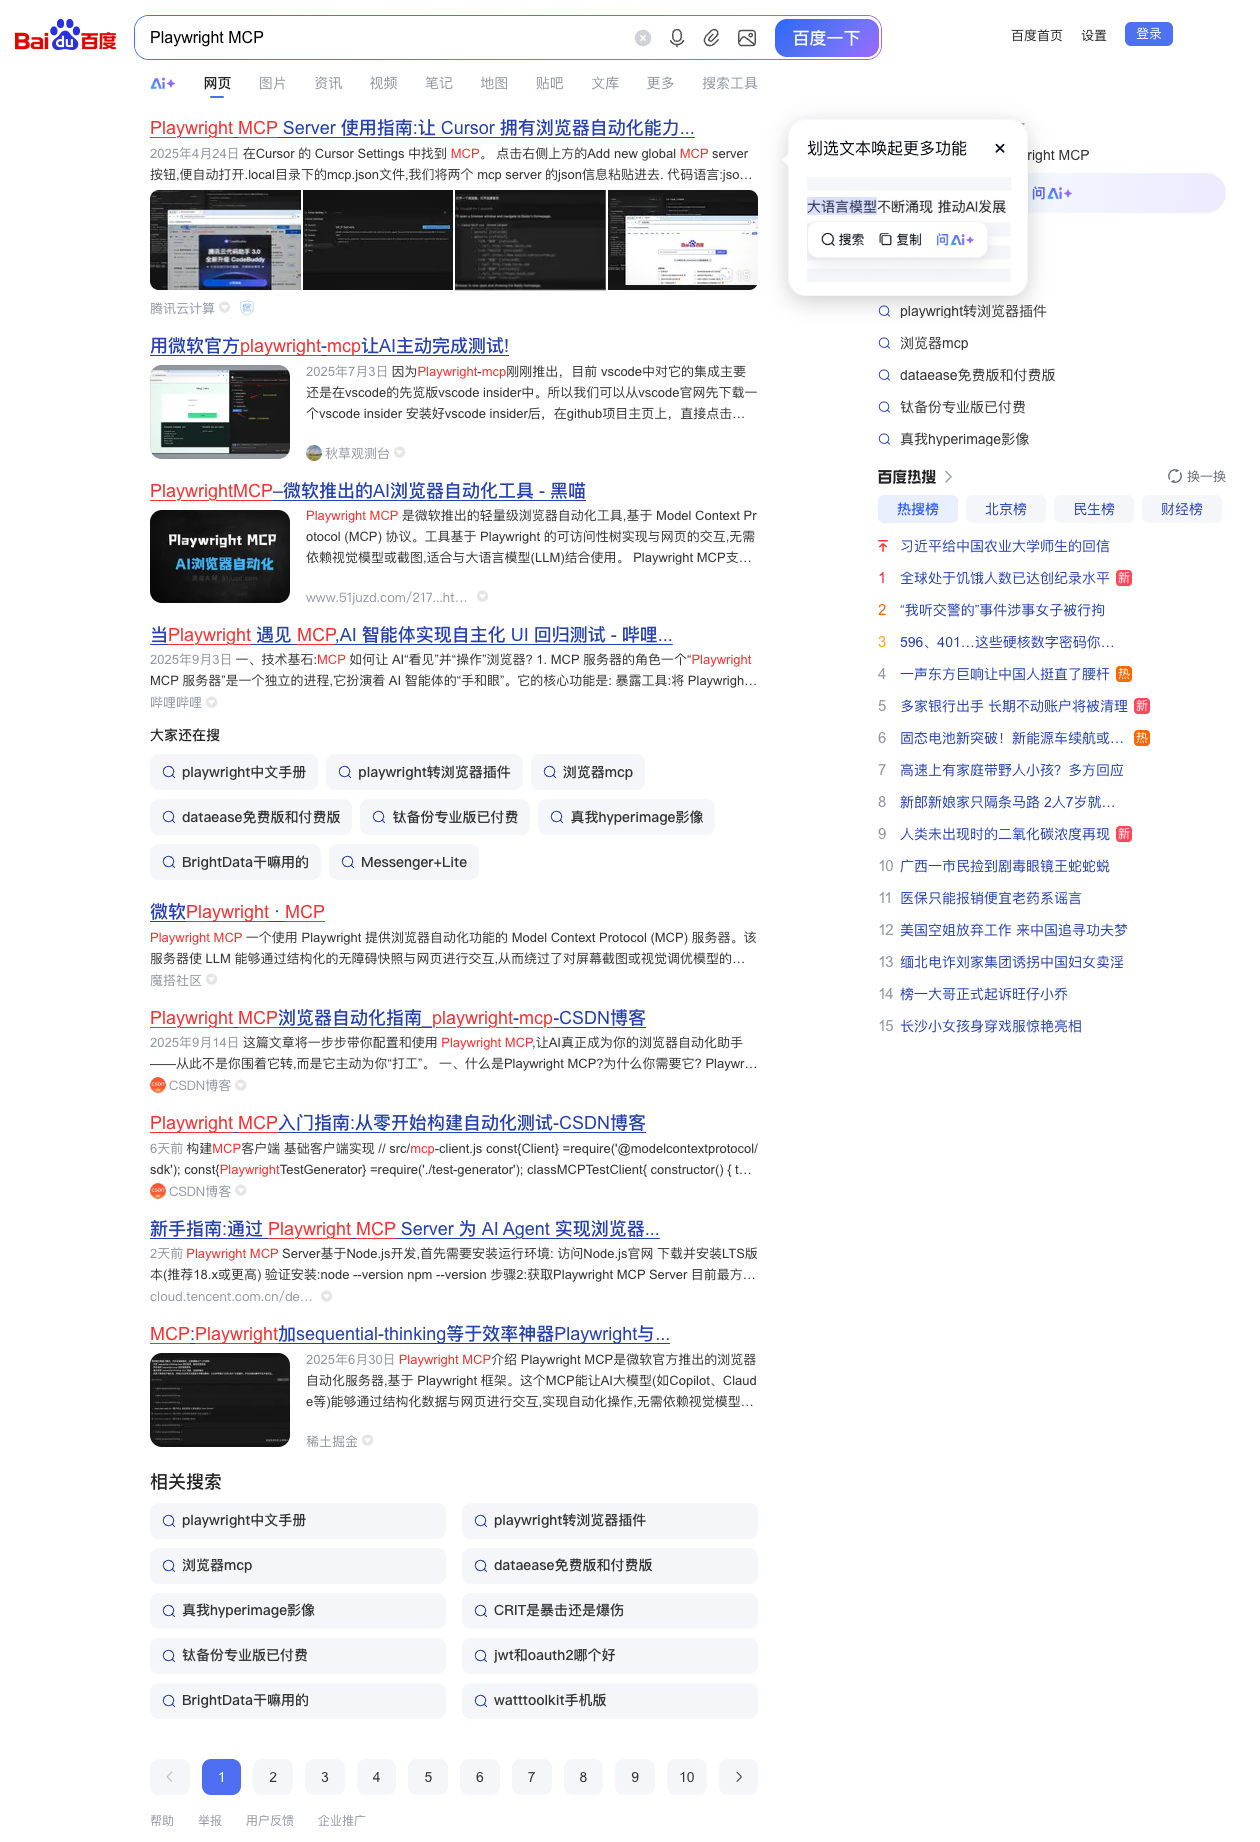 Bai du 百度
Playwright MCP
百度一下
百度首页 设置 登录
Ai+ 网页 图片 资讯 视频 笔记 地图 贴吧 文库 更多 搜索工具
Playwright MCP Server 使用指南:让 Cursor 拥有浏览器自动化能力...
2025年4月24日 在Cursor 的 Cursor Settings 中找到 MCP。 点击右侧上方的Add new global MCP server
按钮,便自动打开.local目录下的mcp.json文件,我们将两个 mcp server 的json信息粘贴进去. 代码语言:jso...
腾讯云代码助手 3.0
全新升级 CodeBuddy
15
腾讯云计算
用微软官方playwright-mcp让AI主动完成测试!
2025年7月3日 因为Playwright-mcp刚刚推出，目前 vscode中对它的集成主要
还是在vscode的先览版vscode insider中。所以我们可以从vscode官网先下载一
个vscode insider 安装好vscode insider后，在github项目主页上，直接点击...
秋草观测台
PlaywrightMCP–微软推出的AI浏览器自动化工具 - 黑喵
Playwright MCP
AI浏览器自动化
Playwright MCP 是微软推出的轻量级浏览器自动化工具,基于 Model Context Pr
otocol (MCP) 协议。工具基于 Playwright 的可访问性树实现与网页的交互,无需
依赖视觉模型或截图,适合与大语言模型(LLM)结合使用。 Playwright MCP支...
www.51juzd.com/217...ht...
当Playwright 遇见 MCP,AI 智能体实现自主化 UI 回归测试 - 哔哩...
2025年9月3日 一、技术基石:MCP 如何让 AI“看见”并“操作”浏览器? 1. MCP 服务器的角色一个“Playwright
MCP 服务器”是一个独立的进程,它扮演着 AI 智能体的“手和眼”。它的核心功能是: 暴露工具:将 Playwrigh...
哔哩哔哩
大家还在搜
playwright中文手册 playwright转浏览器插件 浏览器mcp
dataease免费版和付费版 钛备份专业版已付费 真我hyperimage影像
BrightData干嘛用的 Messenger+Lite
微软Playwright · MCP
Playwright MCP 一个使用 Playwright 提供浏览器自动化功能的 Model Context Protocol (MCP) 服务器。该
服务器使 LLM 能够通过结构化的无障碍快照与网页进行交互,从而绕过了对屏幕截图或视觉调优模型的...
魔搭社区
Playwright MCP浏览器自动化指南_playwright-mcp-CSDN博客
2025年9月14日 这篇文章将一步步带你配置和使用 Playwright MCP,让AI真正成为你的浏览器自动化助手
——从此不是你围着它转,而是它主动为你“打工”。 一、什么是Playwright MCP?为什么你需要它? Playwr...
CSDN博客
Playwright MCP入门指南:从零开始构建自动化测试-CSDN博客
6天前 构建MCP客户端 基础客户端实现 // src/mcp-client.js const{Client} =require('@modelcontextprotocol/
sdk'); const{PlaywrightTestGenerator} =require('./test-generator'); classMCPTestClient{ constructor() { t...
CSDN博客
新手指南:通过 Playwright MCP Server 为 AI Agent 实现浏览器...
2天前 Playwright MCP Server基于Node.js开发,首先需要安装运行环境: 访问Node.js官网 下载并安装LTS版
本(推荐18.x或更高) 验证安装:node --version npm --version 步骤2:获取Playwright MCP Server 目前最方...
cloud.tencent.com.cn/de...
MCP:Playwright加sequential-thinking等于效率神器Playwright与...
2025年6月30日 Playwright MCP介绍 Playwright MCP是微软官方推出的浏览器
自动化服务器,基于 Playwright 框架。这个MCP能让AI大模型(如Copilot、Claud
e等)能够通过结构化数据与网页进行交互,实现自动化操作,无需依赖视觉模型...
稀土掘金
相关搜索
playwright中文手册 playwright转浏览器插件
浏览器mcp dataease免费版和付费版
真我hyperimage影像 CRIT是暴击还是爆伤
钛备份专业版已付费 jwt和oauth2哪个好
BrightData干嘛用的 watttoolkit手机版
1 2 3 4 5 6 7 8 9 10
帮助 举报 用户反馈 企业推广
划选文本唤起更多功能
大语言模型不断涌现 推动AI发展
搜索 复制 问Ai+
right MCP
问Ai+
playwright转浏览器插件
浏览器mcp
dataease免费版和付费版
钛备份专业版已付费
真我hyperimage影像
百度热搜 换一换
热搜榜 北京榜 民生榜 财经榜
习近平给中国农业大学师生的回信
1 全球处于饥饿人数已达创纪录水平 新
2 “我听交警的”事件涉事女子被行拘
3 596、401...这些硬核数字密码你...
4 一声东方巨响让中国人挺直了腰杆 热
5 多家银行出手 长期不动账户将被清理 新
6 固态电池新突破！新能源车续航或... 热
7 高速上有家庭带野人小孩？多方回应
8 新郎新娘家只隔条马路 2人7岁就...
9 人类未出现时的二氧化碳浓度再现 新
10 广西一市民捡到剧毒眼镜王蛇蛇蜕
11 医保只能报销便宜老药系谣言
12 美国空姐放弃工作 来中国追寻功夫梦
13 缅北电诈刘家集团诱拐中国妇女卖淫
14 榜一大哥正式起诉旺仔小乔
15 长沙小女孩身穿戏服惊艳亮相